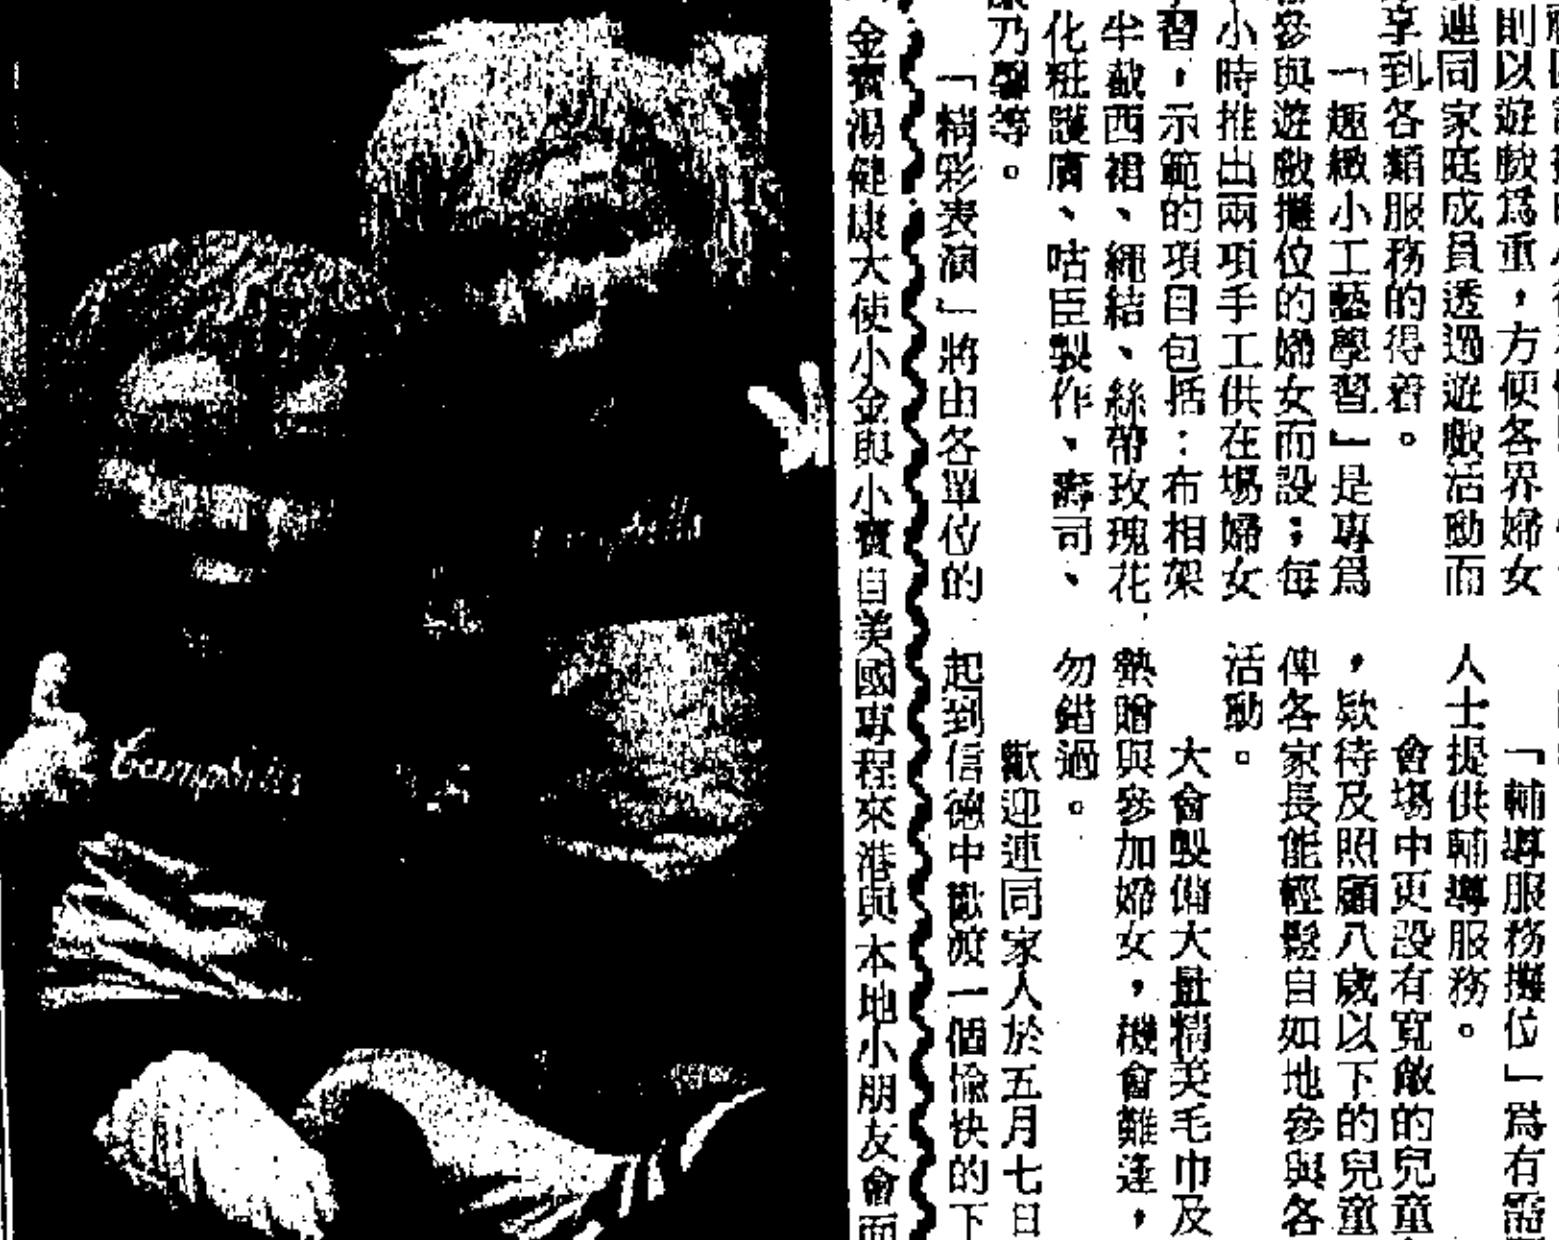 則以遊戲爲重，方便各界婦女
連同家庭成員透過遊戲活動而
享到各類服務的得着。
「趣緻小工藝學習」是專爲
參與遊戲攤位的婦女而設；每
小時推出兩項手工供在場婦女
習，示範的項目包括：布相架
半截西裙、繩結、絲帶玫瑰花
化粧護膚、咕臣製作、壽司、
乃馨等。
「精彩表演」將由各單位的
「輔導服務攤位」爲有需
人士提供輔導服務。
會場中更設有寬敞的兒童
，欵待及照顧八歲以下的兒童
俾各家長能輕鬆自如地參與各
活動。
大會製備大量精美毛巾及
贈與參加婦女，機會難逢，
勿錯過。
歡迎連同家人於五月七日
起到信德中歡渡一個愉快的下
金寶湯健康大使小金與小寶自美國專程來港與本地小朋友會面
Campbell's